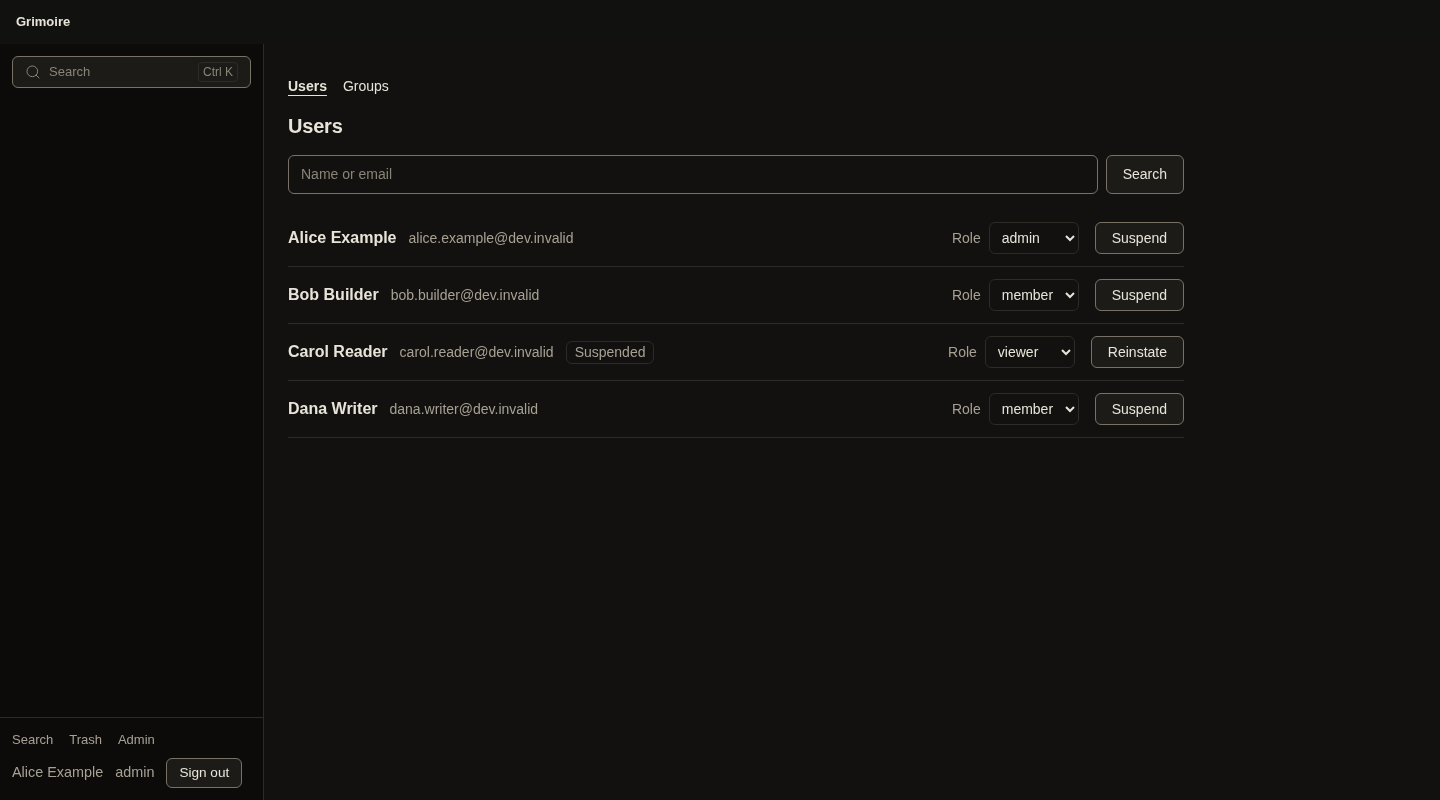 Grimoire
Search Ctrl K
Users Groups
Users
Name or email Search
Alice Example alice.example@dev.invalid Role admin Suspend
Bob Builder bob.builder@dev.invalid Role member Suspend
Carol Reader carol.reader@dev.invalid Suspended Role viewer Reinstate
Dana Writer dana.writer@dev.invalid Role member Suspend
Search Trash Admin
Alice Example admin Sign out